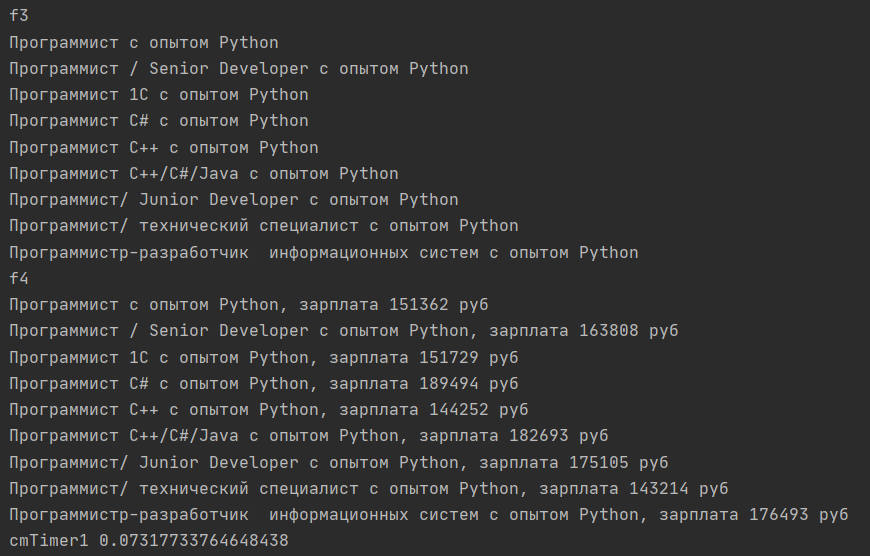 f3
Программист с опытом Python
Программист / Senior Developer с опытом Python
Программист 1С с опытом Python
Программист C# с опытом Python
Программист C++ с опытом Python
Программист C++/C#/Java с опытом Python
Программист/ Junior Developer с опытом Python
Программист/ технический специалист с опытом Python
Программистр-разработчик  информационных систем с опытом Python
f4
Программист с опытом Python, зарплата 151362 руб
Программист / Senior Developer с опытом Python, зарплата 163808 руб
Программист 1С с опытом Python, зарплата 151729 руб
Программист C# с опытом Python, зарплата 189494 руб
Программист C++ с опытом Python, зарплата 144252 руб
Программист C++/C#/Java с опытом Python, зарплата 182693 руб
Программист/ Junior Developer с опытом Python, зарплата 175105 руб
Программист/ технический специалист с опытом Python, зарплата 143214 руб
Программистр-разработчик  информационных систем с опытом Python, зарплата 176493 руб
cmTimer1 0.07317733764648438